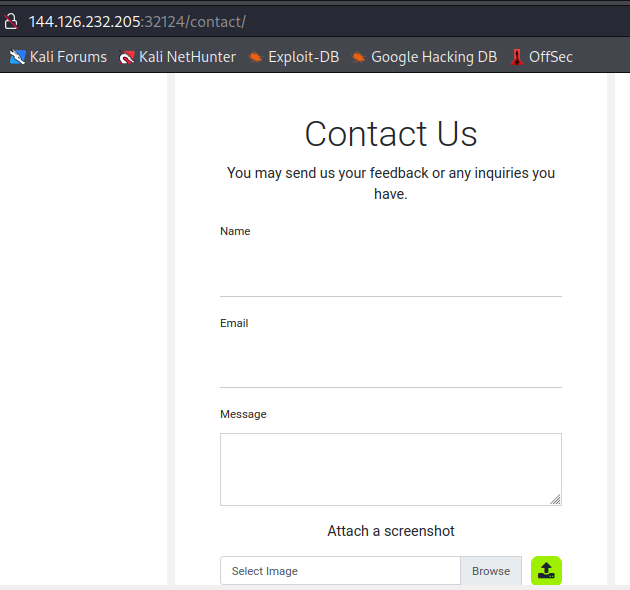 144.126.232.205:32124/contact/
Kali Forums Kali NetHunter Exploit-DB Google Hacking DB OffSec
Contact Us
You may send us your feedback or any inquiries you
have.
Name
Email
Message
Attach a screenshot
Select Image Browse